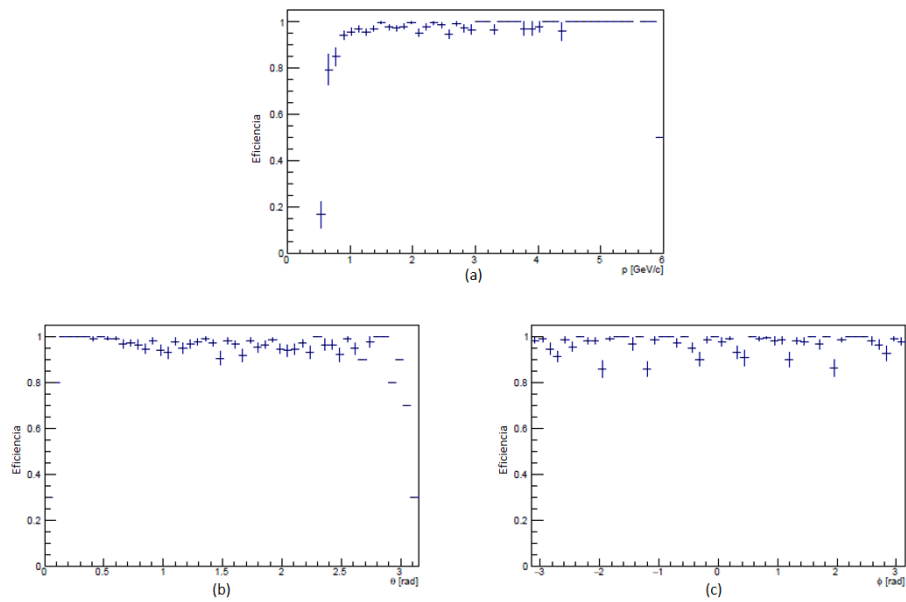 1
0.8
0.6
0.4
0.2
0
Eficiencia
0 1 2 3 4 5 6
p [GeV/c]
(a)
1
0.8
0.6
0.4
0.2
0
Eficiencia
0 0.5 1 1.5 2 2.5 3
θ [rad]
(b)
1
0.8
0.6
0.4
0.2
0
Eficiencia
−3 −2 −1 0 1 2 3
ϕ [rad]
(c)